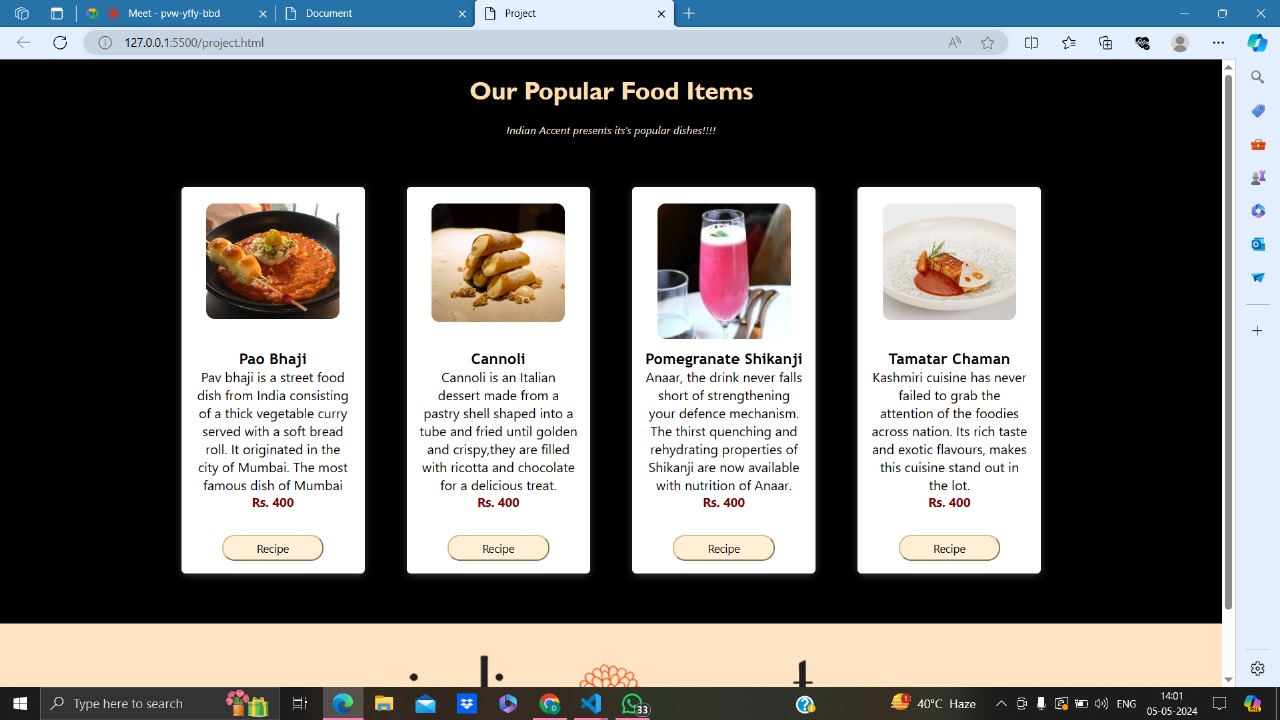 Meet - pvw-yffy-bbd
Document
Project
127.0.0.1:5500/project.html
Our Popular Food Items
Indian Accent presents its's popular dishes!!!!
Pao Bhaji
Pav bhaji is a street food
dish from India consisting
of a thick vegetable curry
served with a soft bread
roll. It originated in the
city of Mumbai. The most
famous dish of Mumbai
Rs. 400
Recipe
Cannoli
Cannoli is an Italian
dessert made from a
pastry shell shaped into a
tube and fried until golden
and crispy,they are filled
with ricotta and chocolate
for a delicious treat.
Rs. 400
Recipe
Pomegranate Shikanji
Anaar, the drink never falls
short of strengthening
your defence mechanism.
The thirst quenching and
rehydrating properties of
Shikanji are now available
with nutrition of Anaar.
Rs. 400
Recipe
Tamatar Chaman
Kashmiri cuisine has never
failed to grab the
attention of the foodies
across nation. Its rich taste
and exotic flavours, makes
this cuisine stand out in
the lot.
Rs. 400
Recipe
Type here to search
33
1
40°C Haze
ENG
14:01
05-05-2024